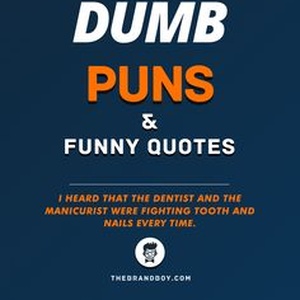 DUMB
PUNS
&
FUNNY QUOTES
I HEARD THAT THE DENTIST AND THE
MANICURIST WERE FIGHTING TOOTH AND
NAILS EVERY TIME.
THEBRANDBOY.COM